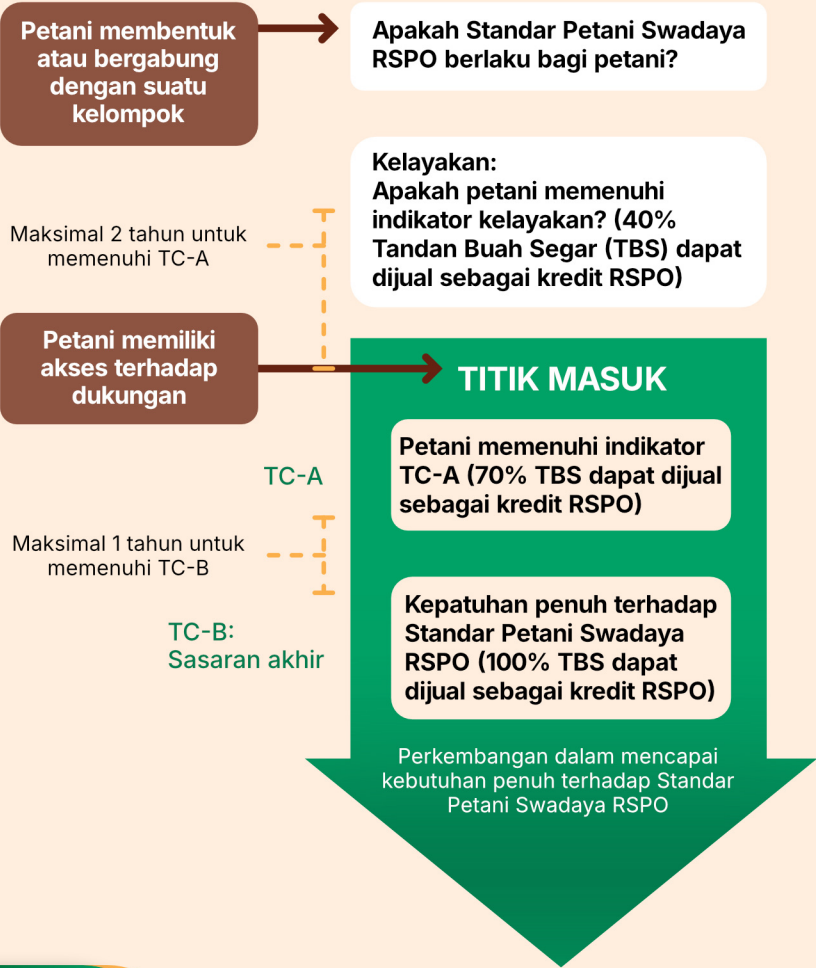 Petani membentuk
atau bergabung
dengan suatu
kelompok
Apakah Standar Petani Swadaya
RSPO berlaku bagi petani?
Kelayakan:
Apakah petani memenuhi
indikator kelayakan? (40%
Tandan Buah Segar (TBS) dapat
dijual sebagai kredit RSPO)
Maksimal 2 tahun untuk
memenuhi TC-A
Petani memiliki
akses terhadap
dukungan
TITIK MASUK
TC-A
Petani memenuhi indikator
TC-A (70% TBS dapat dijual
sebagai kredit RSPO)
Maksimal 1 tahun untuk
memenuhi TC-B
TC-B:
Sasaran akhir
Kepatuhan penuh terhadap
Standar Petani Swadaya
RSPO (100% TBS dapat
dijual sebagai kredit RSPO)
Perkembangan dalam mencapai
kebutuhan penuh terhadap Standar
Petani Swadaya RSPO